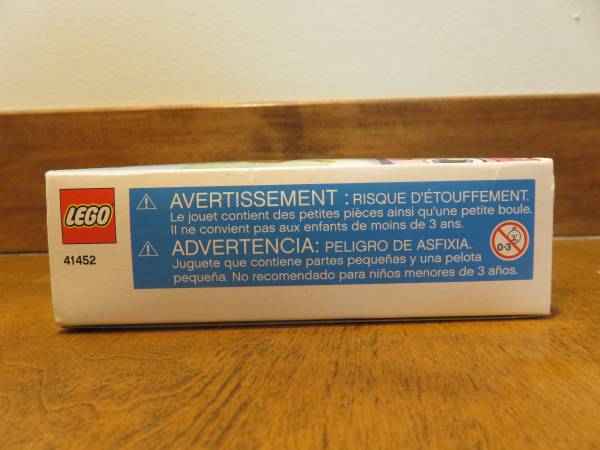 LEGO
41452
AVERTISSEMENT : RISQUE D'ÉTOUFFEMENT.
Le jouet contient des petites pièces ainsi qu'une petite boule.
Il ne convient pas aux enfants de moins de 3 ans.
ADVERTENCIA: PELIGRO DE ASFIXIA.
Juguete que contiene partes pequeñas y una pelota
pequeña. No recomendado para niños menores de 3 años.
0-3